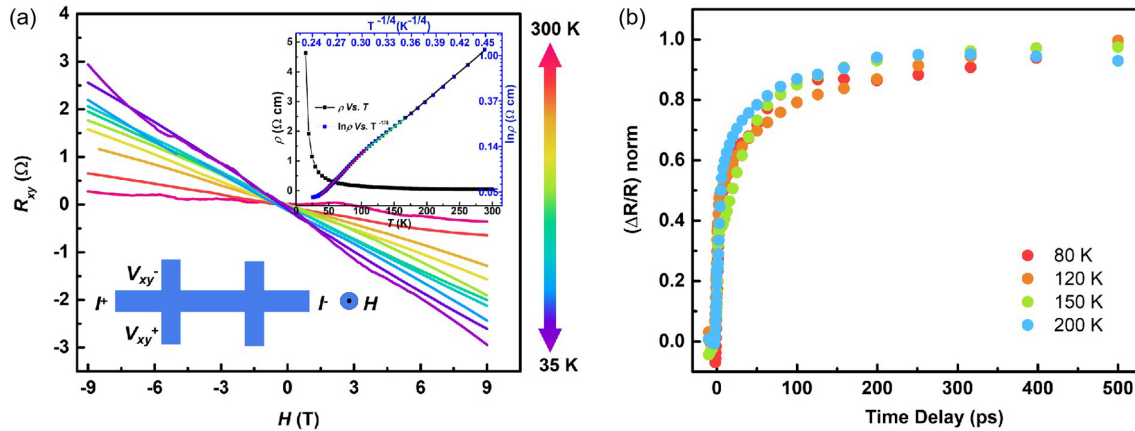 (a)
R_xy (Ω)
4
3
2
1
0
-1
-2
-3
-9
-6
-3
0
3
6
9
H (T)
T^-1/4 (K^-1/4)
0.24 0.27 0.30 0.33 0.36 0.39 0.42 0.45
ρ (Ω cm)
5
4
3
2
1
0
ρ Vs. T
lnρ Vs. T^-1/4
1.00
0.37
0.14
0.05
lnρ (Ω cm)
0 50 100 150 200 250 300
T (K)
V_xy^-
I^+
I^-
H
V_xy^+
300 K
35 K
(b)
(ΔR/R) norm
1.0
0.8
0.6
0.4
0.2
0.0
80 K
120 K
150 K
200 K
0 100 200 300 400 500
Time Delay (ps)